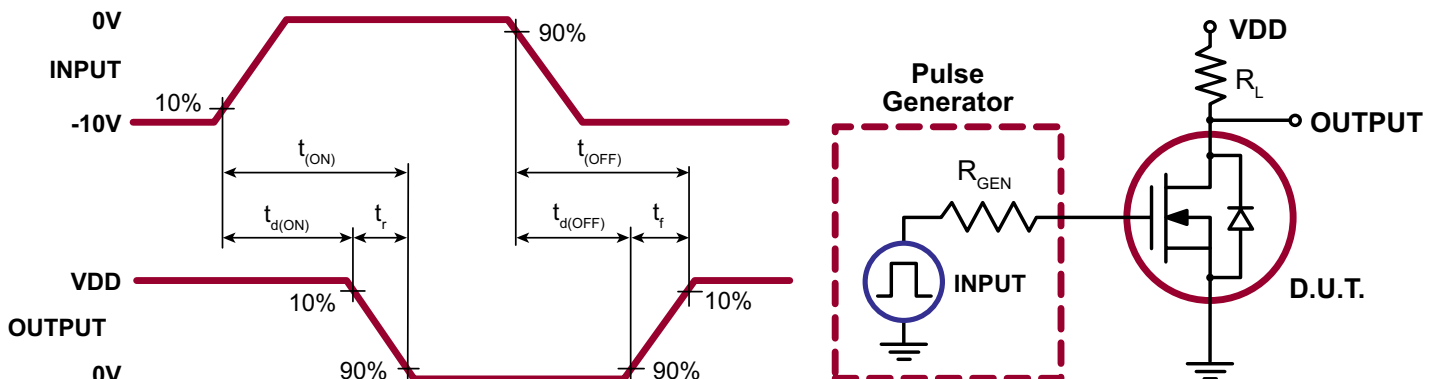 0V
INPUT
-10V
10%
90%
t(ON)
t(OFF)
td(ON)
tr
td(OFF)
tf
VDD
OUTPUT
0V
10%
90%
10%
90%
Pulse
Generator
RGEN
INPUT
VDD
RL
OUTPUT
D.U.T.